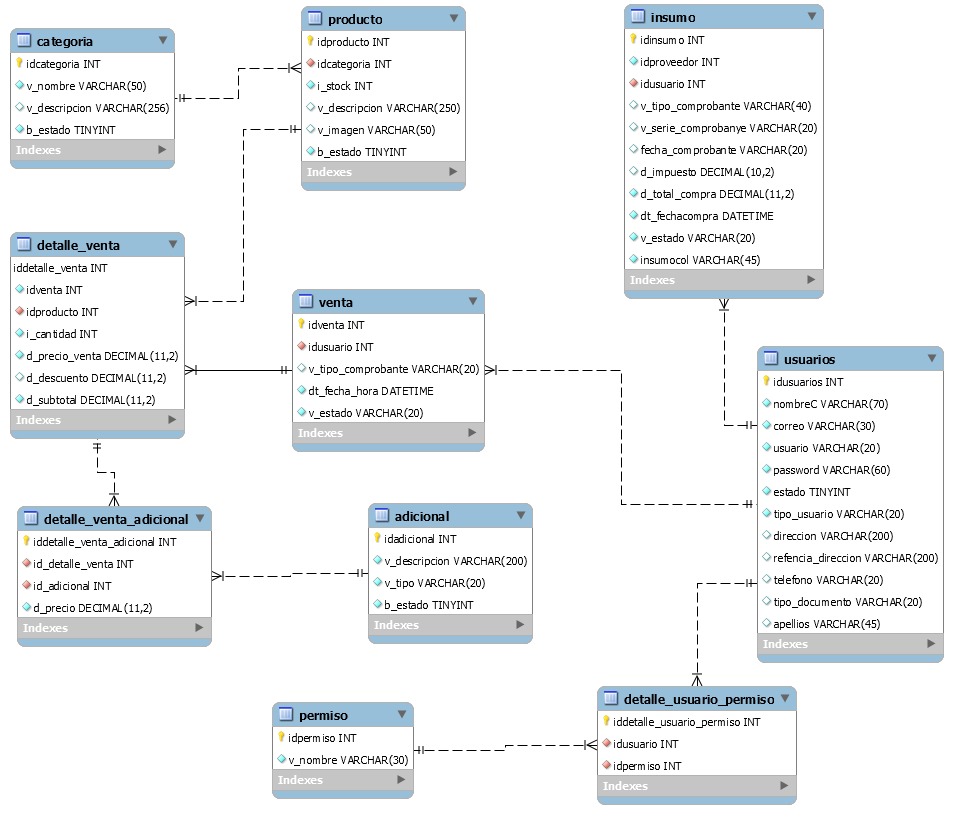 categoria
idcategoria INT
v_nombre VARCHAR(50)
v_descripcion VARCHAR(256)
b_estado TINYINT
Indexes
producto
idproducto INT
idcategoria INT
i_stock INT
v_descripcion VARCHAR(250)
v_imagen VARCHAR(50)
b_estado TINYINT
Indexes
insumo
idinsumo INT
idproveedor INT
idusuario INT
v_tipo_comprobante VARCHAR(40)
v_serie_comprobanye VARCHAR(20)
fecha_comprobante VARCHAR(20)
d_impuesto DECIMAL(10,2)
d_total_compra DECIMAL(11,2)
dt_fechacompra DATETIME
v_estado VARCHAR(20)
insumocol VARCHAR(45)
Indexes
detalle_venta
iddetalle_venta INT
idventa INT
idproducto INT
i_cantidad INT
d_precio_venta DECIMAL(11,2)
d_descuento DECIMAL(11,2)
d_subtotal DECIMAL(11,2)
Indexes
venta
idventa INT
idusuario INT
v_tipo_comprobante VARCHAR(20)
dt_fecha_hora DATETIME
v_estado VARCHAR(20)
Indexes
usuarios
idusuarios INT
nombreC VARCHAR(70)
correo VARCHAR(30)
usuario VARCHAR(20)
password VARCHAR(60)
estado TINYINT
tipo_usuario VARCHAR(20)
direccion VARCHAR(200)
refencia_direccion VARCHAR(200)
telefono VARCHAR(20)
tipo_documento VARCHAR(20)
apellios VARCHAR(45)
Indexes
detalle_venta_adicional
iddetalle_venta_adicional INT
id_detalle_venta INT
id_adicional INT
d_precio DECIMAL(11,2)
Indexes
adicional
idadicional INT
v_descripcion VARCHAR(200)
v_tipo VARCHAR(20)
b_estado TINYINT
Indexes
permiso
idpermiso INT
v_nombre VARCHAR(30)
Indexes
detalle_usuario_permiso
iddetalle_usuario_permiso INT
idusuario INT
idpermiso INT
Indexes